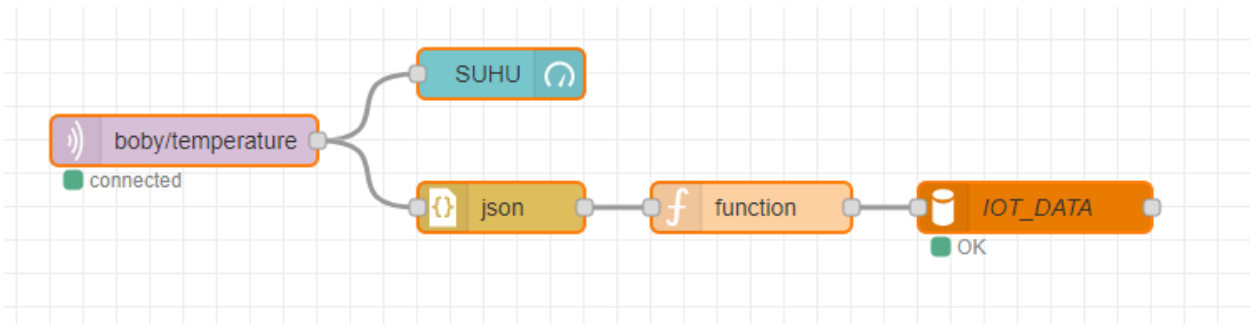 SUHU
boby/temperature
connected
json
function
IOT_DATA
OK